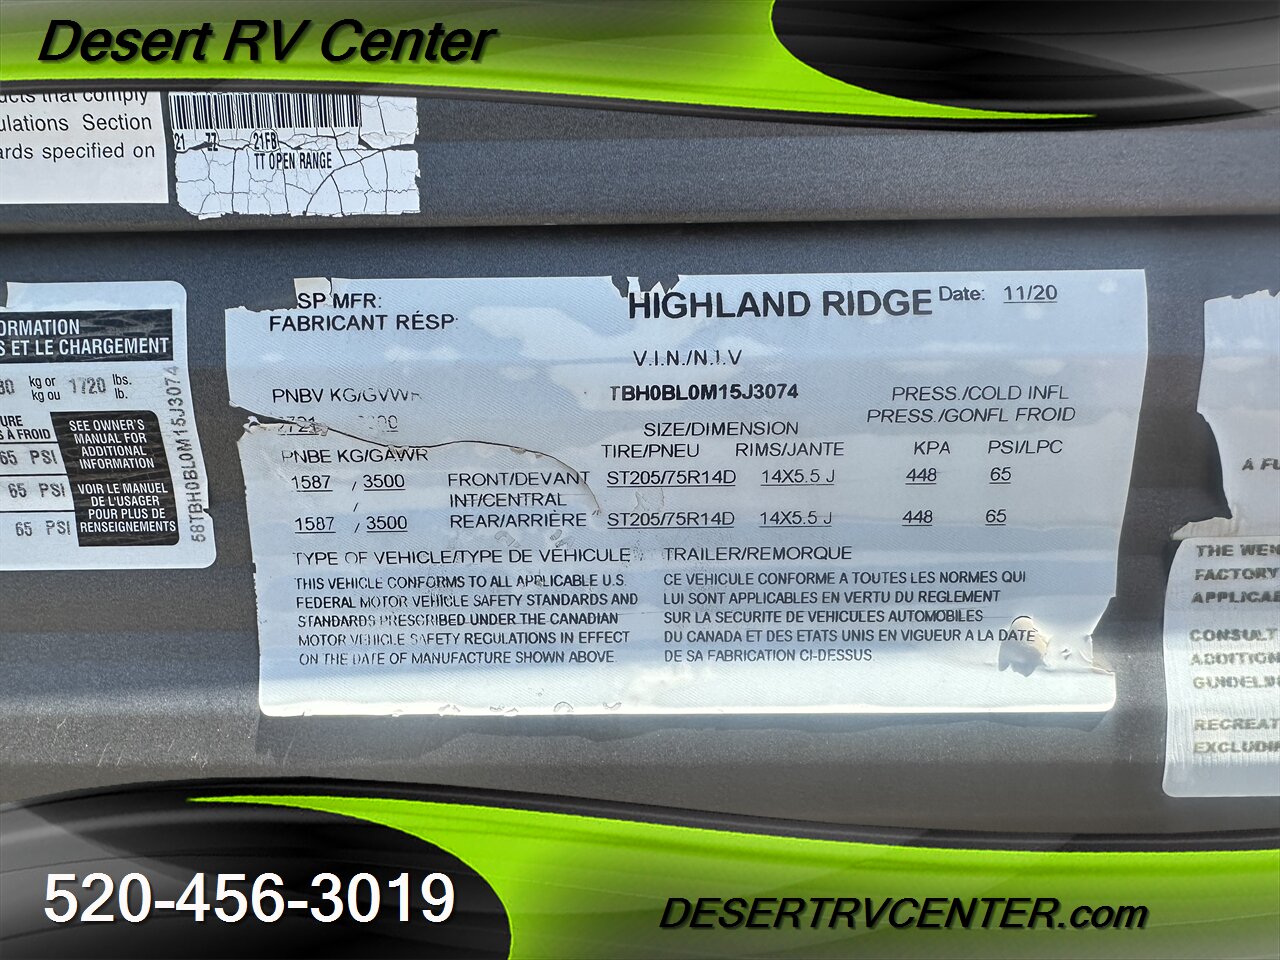 Desert RV Center
ucts that comply
ulations Section
ards specified on
21 ZZ 21FB
TT OPEN RANGE
ORMATION
S ET LE CHARGEMENT
kg or
kg ou
1720 lbs.
lb.
URE
S À FROID
65 PSI
65 PSI
65 PSI
SEE OWNER'S
MANUAL FOR
ADDITIONAL
INFORMATION
VOIR LE MANUEL
DE L'USAGER
POUR PLUS DE
RENSEIGNEMENTS
58TBH0BL0M15J3074
SP MFR:
FABRICANT RÉSP:
HIGHLAND RIDGE Date: 11/20
V.I.N./N.I.V
PNBV KG/GVWR TBH0BL0M15J3074 PRESS./COLD INFL
PRESS./GONFL FROID
SIZE/DIMENSION
PNBE KG/GAWR TIRE/PNEU RIMS/JANTE KPA PSI/LPC
1587 / 3500 FRONT/DEVANT ST205/75R14D 14X5.5 J 448 65
/ INT/CENTRAL
1587 / 3500 REAR/ARRIÈRE ST205/75R14D 14X5.5 J 448 65
TYPE OF VEHICLE/TYPE DE VÉHICULE: TRAILER/REMORQUE
THIS VEHICLE CONFORMS TO ALL APPLICABLE U.S.
FEDERAL MOTOR VEHICLE SAFETY STANDARDS AND
STANDARDS PRESCRIBED UNDER THE CANADIAN
MOTOR VEHICLE SAFETY REGULATIONS IN EFFECT
ON THE DATE OF MANUFACTURE SHOWN ABOVE.
CE VEHICULE CONFORME A TOUTES LES NORMES QUI
LUI SONT APPLICABLES EN VERTU DU REGLEMENT
SUR LA SECURITE DE VEHICULES AUTOMOBILES
DU CANADA ET DES ETATS UNIS EN VIGUEUR A LA DATE
DE SA FABRICATION CI-DESSUS
A FU
THE WEN
FACTORY
APPLICAB
CONSULT
ADDITION
GUIDELIN
RECREAT
EXCLUDIN
520-456-3019
DESERTRVCENTER.com